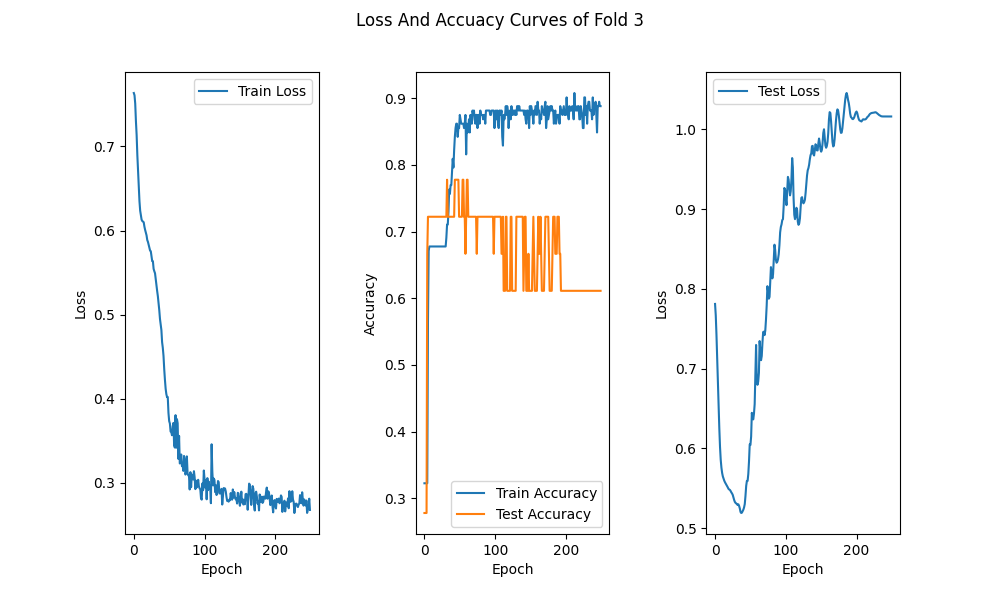 Loss And Accuacy Curves of Fold 3
Train Loss
0.7
0.6
0.5
0.4
0.3
Loss
0
100
200
Epoch
0.9
0.8
0.7
0.6
0.5
0.4
0.3
Accuracy
Train Accuracy
Test Accuracy
0
100
200
Epoch
Test Loss
1.0
0.9
0.8
0.7
0.6
0.5
Loss
0
100
200
Epoch